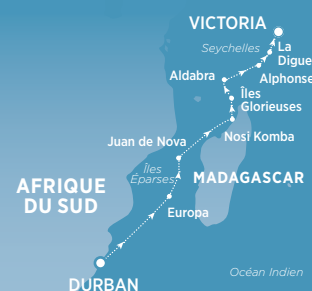 VICTORIA
Seychelles
La
Digue
Aldabra
Alphonse
Îles
Glorieuses
Juan de Nova
Nosi Komba
Îles
Éparses
MADAGASCAR
AFRIQUE
DU SUD
Europa
Océan Indien
DURBAN